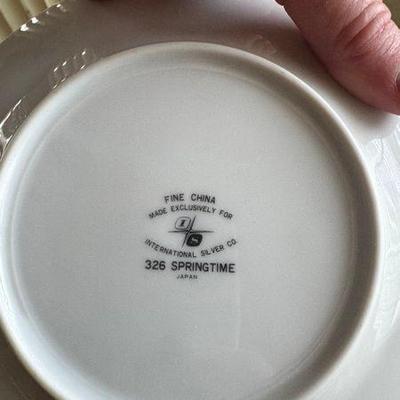 FINE CHINA
MADE EXCLUSIVELY FOR
I
S
INTERNATIONAL SILVER CO.
326 SPRINGTIME
JAPAN